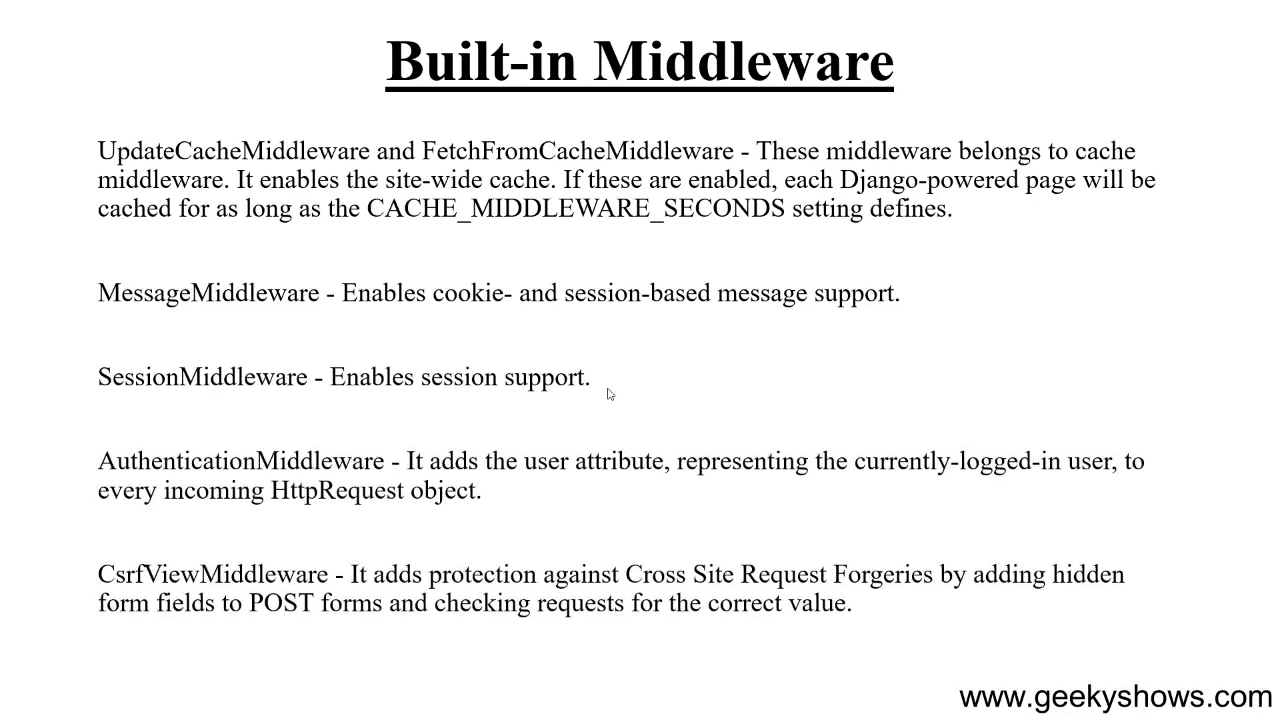 Built-in Middleware
UpdateCacheMiddleware and FetchFromCacheMiddleware - These middleware belongs to cache
middleware. It enables the site-wide cache. If these are enabled, each Django-powered page will be
cached for as long as the CACHE_MIDDLEWARE_SECONDS setting defines.
MessageMiddleware - Enables cookie- and session-based message support.
SessionMiddleware - Enables session support.
AuthenticationMiddleware - It adds the user attribute, representing the currently-logged-in user, to
every incoming HttpRequest object.
CsrfViewMiddleware - It adds protection against Cross Site Request Forgeries by adding hidden
form fields to POST forms and checking requests for the correct value.
www.geekyshows.com